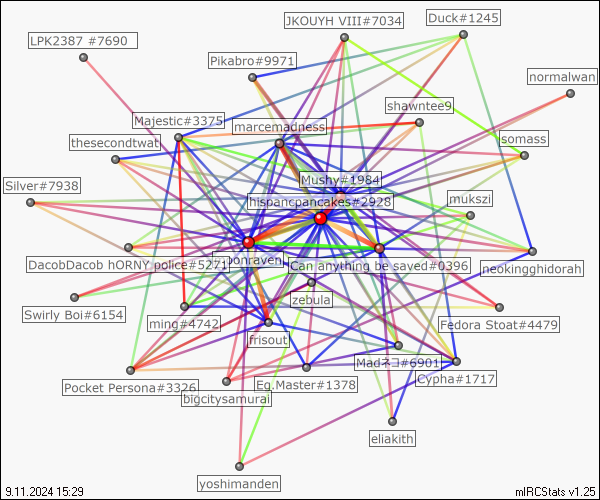 JKOUYH VIII#7034
Duck#1245
LPK2387 #7690
Pikabro#9971
normalwan
shawntee9
Majestic#3375
marcemadness
thesecondtwat
somass
Mushy#1984
Silver#7938
hispancpancakes#2928
mukszi
DacobDacob hORNY police#5271
onraven
Can anything be saved#0396
neokingghidorah
zebula
Swirly Boi#6154
ming#4742
Fedora Stoat#4479
frisout
Madネコ#6901
Pocket Persona#3326
Eg.Master#1378
Cypha#1717
bigcitysamurai
eliakith
yoshimanden
9.11.2024 15:29
mIRCStats v1.25